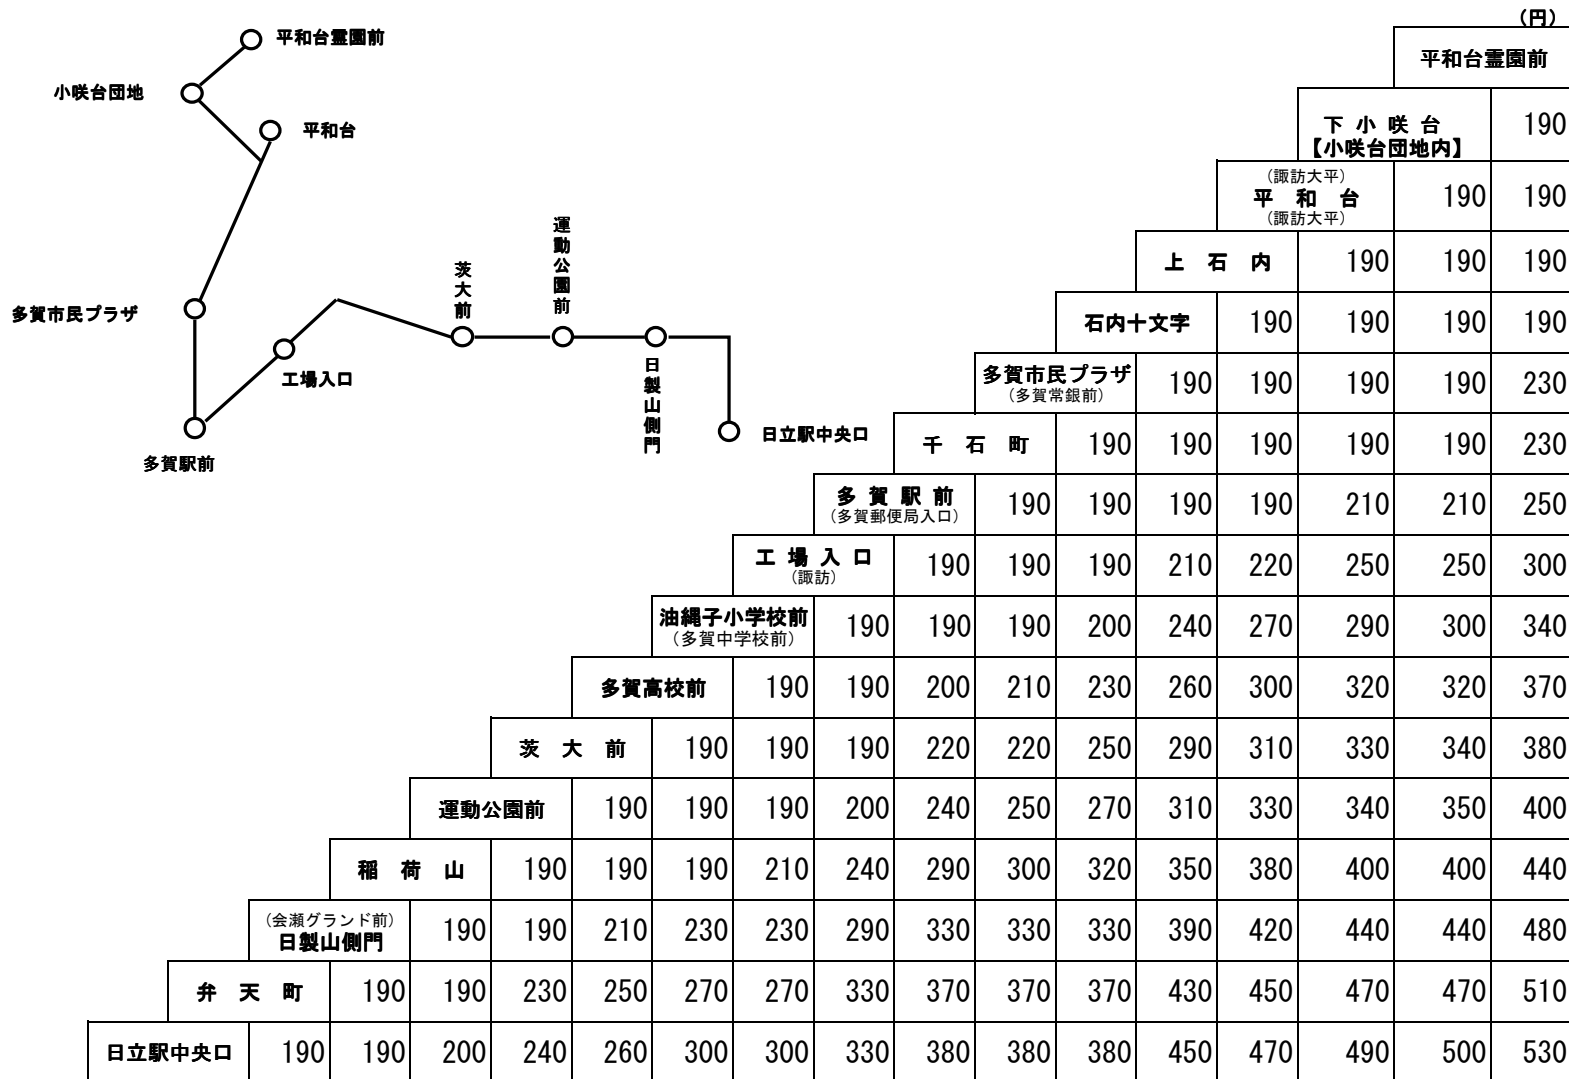 （円）
平和台霊園前
小咲台団地
平和台
多賀市民プラザ
多賀駅前
工場入口
茨大前
運動公園前
日製山側門
日立駅中央口
平和台霊園前
下小咲台
【小咲台団地内】
190
（諏訪大平）
平和台
（諏訪大平）
190 190
上石内 190 190 190
石内十文字 190 190 190 190
多賀市民プラザ
（多賀常銀前）
190 190 190 190 230
千石町 190 190 190 190 190 230
多賀駅前
（多賀郵便局入口）
190 190 190 190 210 210 250
工場入口
（諏訪）
190 190 190 210 220 250 250 300
油縄子小学校前
（多賀中学校前）
190 190 190 200 240 270 290 300 340
多賀高校前 190 190 200 210 230 260 300 320 320 370
茨大前 190 190 190 220 220 250 290 310 330 340 380
運動公園前 190 190 190 200 240 250 270 310 330 340 350 400
稲荷山 190 190 190 210 240 290 300 320 350 380 400 400 440
（会瀬グランド前）
日製山側門
190 190 210 230 230 290 330 330 330 390 420 440 440 480
弁天町 190 190 230 250 270 270 330 370 370 370 430 450 470 470 510
日立駅中央口 190 190 200 240 260 300 300 330 380 380 380 450 470 490 500 530